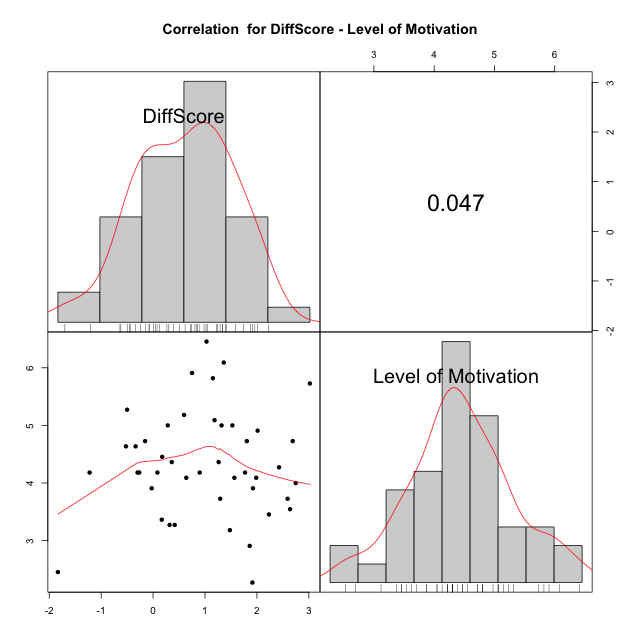 Correlation  for DiffScore - Level of Motivation
3 4 5 6
DiffScore
0.047
3
2
1
0
-1
-2
Level of Motivation
6
5
4
3
-2 -1 0 1 2 3